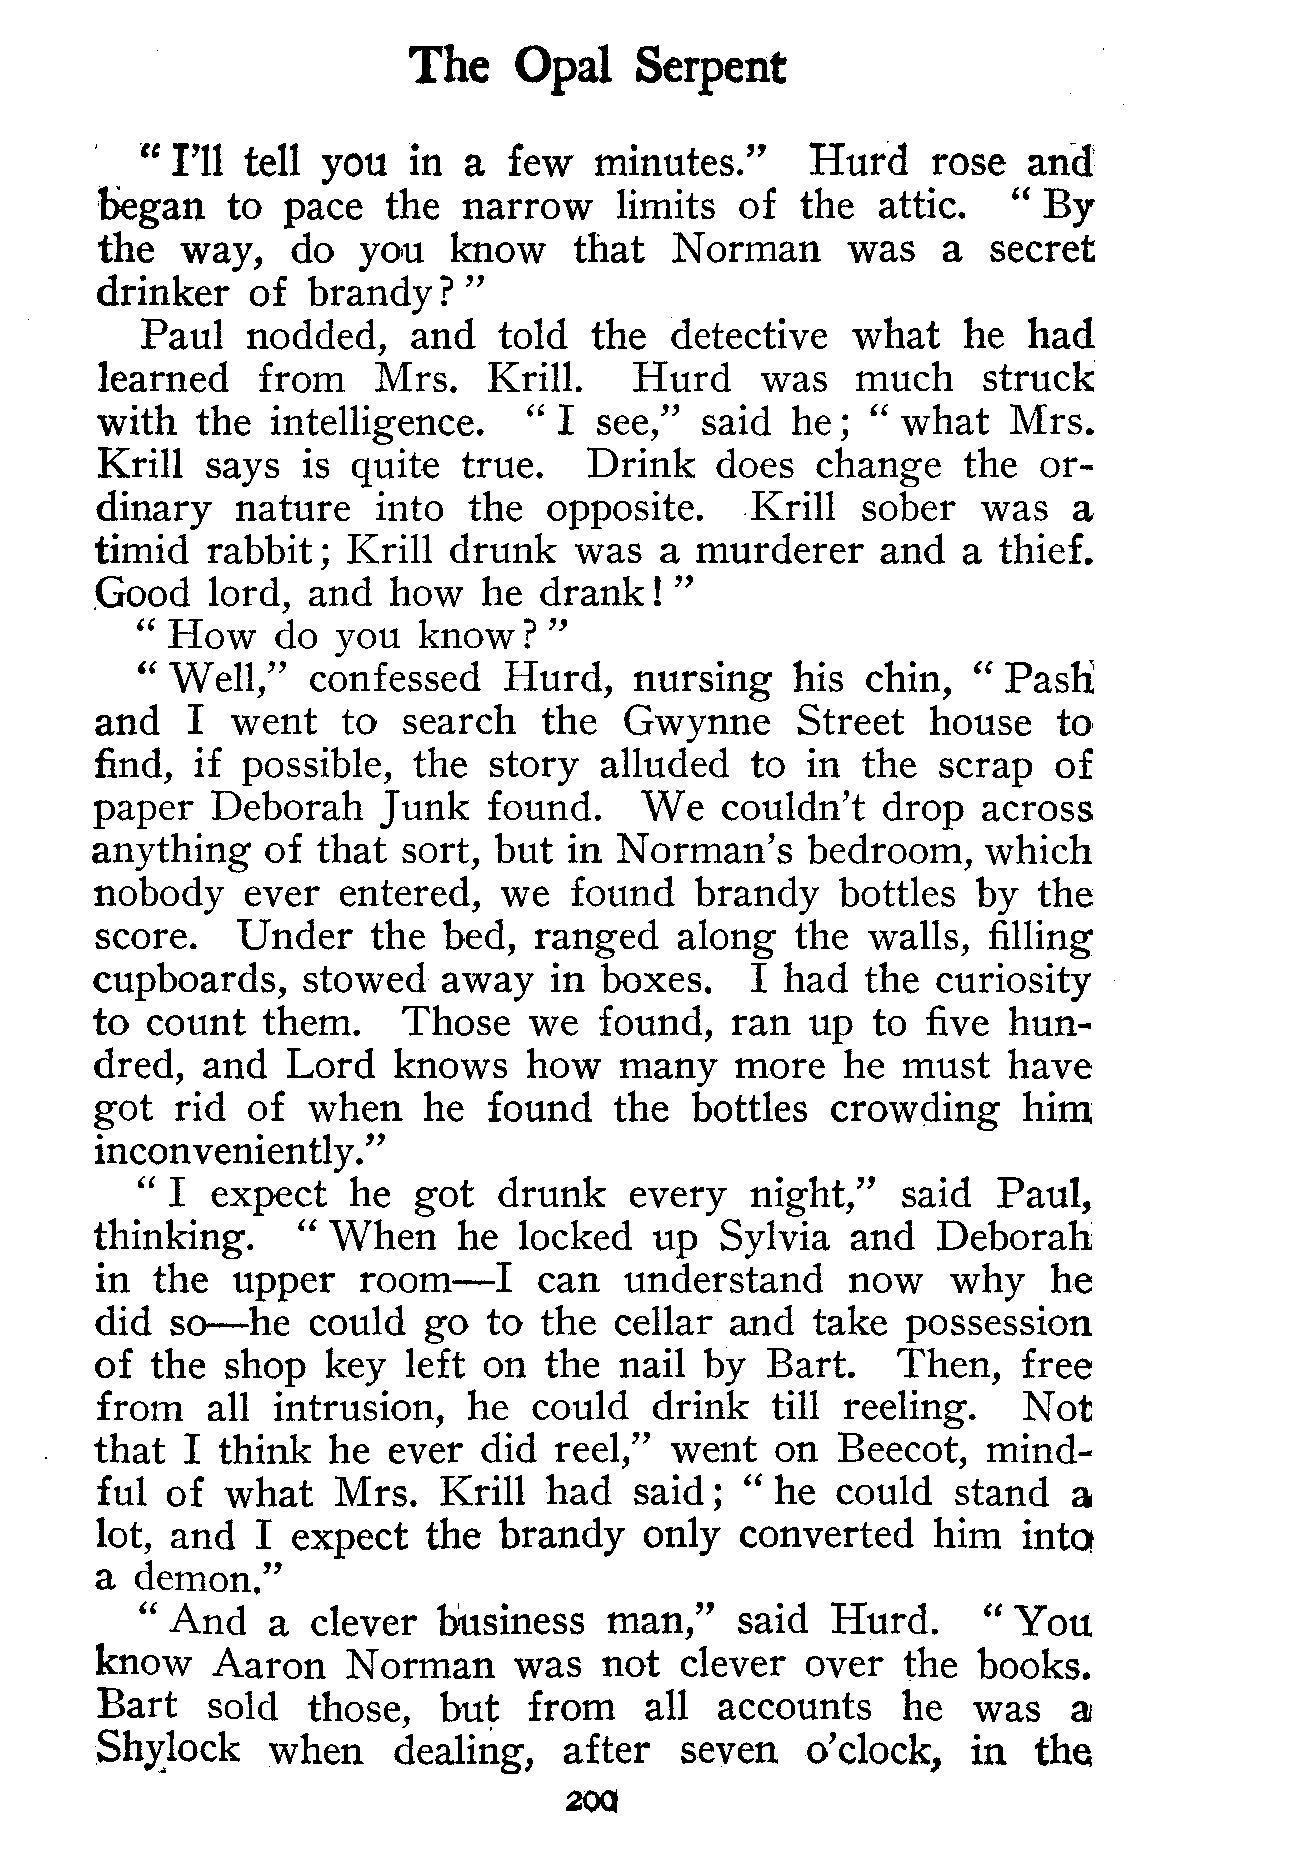 The Opal Serpent
“ I’ll tell you in a few minutes.” Hurd rose and
began to pace the narrow limits of the attic. “ By
the way, do you know that Norman was a secret
drinker of brandy? ”
Paul nodded, and told the detective what he had
learned from Mrs. Krill. Hurd was much struck
with the intelligence. “ I see,” said he; “ what Mrs.
Krill says is quite true. Drink does change the or-
dinary nature into the opposite. Krill sober was a
timid rabbit; Krill drunk was a murderer and a thief.
Good lord, and how he drank! ”
“ How do you know? ”
“ Well,” confessed Hurd, nursing his chin, “ Pash
and I went to search the Gwynne Street house to
find, if possible, the story alluded to in the scrap of
paper Deborah Junk found. We couldn’t drop across
anything of that sort, but in Norman’s bedroom, which
nobody ever entered, we found brandy bottles by the
score. Under the bed, ranged along the walls, filling
cupboards, stowed away in boxes. I had the curiosity
to count them. Those we found, ran up to five hun-
dred, and Lord knows how many more he must have
got rid of when he found the bottles crowding him
inconveniently.”
“ I expect he got drunk every night,” said Paul,
thinking. “ When he locked up Sylvia and Deborah
in the upper room—I can understand now why he
did so—he could go to the cellar and take possession
of the shop key left on the nail by Bart. Then, free
from all intrusion, he could drink till reeling. Not
that I think he ever did reel,” went on Beecot, mind-
ful of what Mrs. Krill had said; “ he could stand a
lot, and I expect the brandy only converted him into
a demon.”
“ And a clever business man,” said Hurd. “ You
know Aaron Norman was not clever over the books.
Bart sold those, but from all accounts he was a
Shylock when dealing, after seven o’clock, in the
200